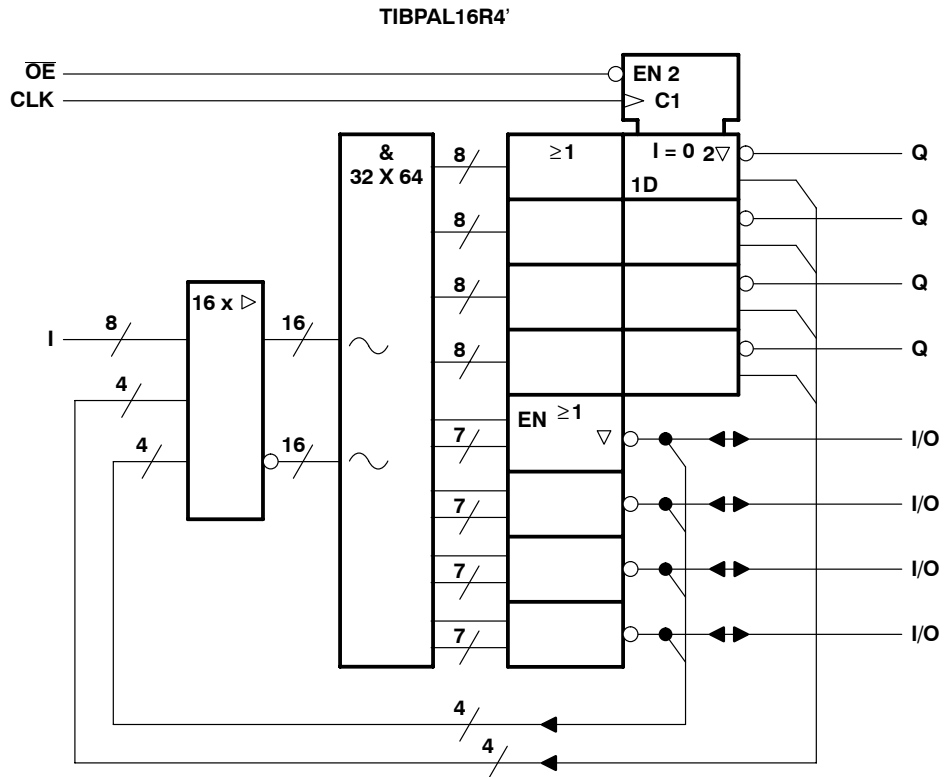 TIBPAL16R4’
OE
EN 2
CLK
C1
&
32 X 64
8
≥1
I = 0 2▽
Q
1D
8
Q
8
Q
16 x ▷
I
8
16
8
Q
4
EN ≥1
▽
7
I/O
4
16
7
I/O
7
I/O
7
I/O
4
4